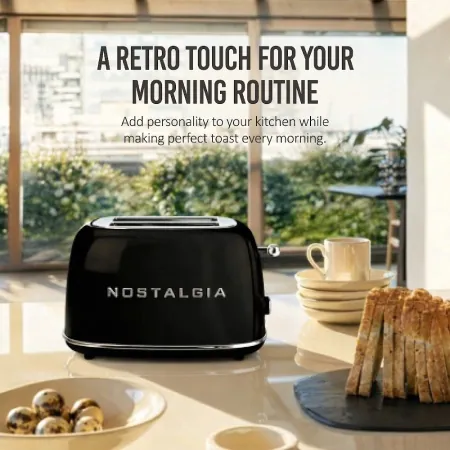 A RETRO TOUCH FOR YOUR
MORNING ROUTINE
Add personality to your kitchen while
making perfect toast every morning.
NOSTALGIA